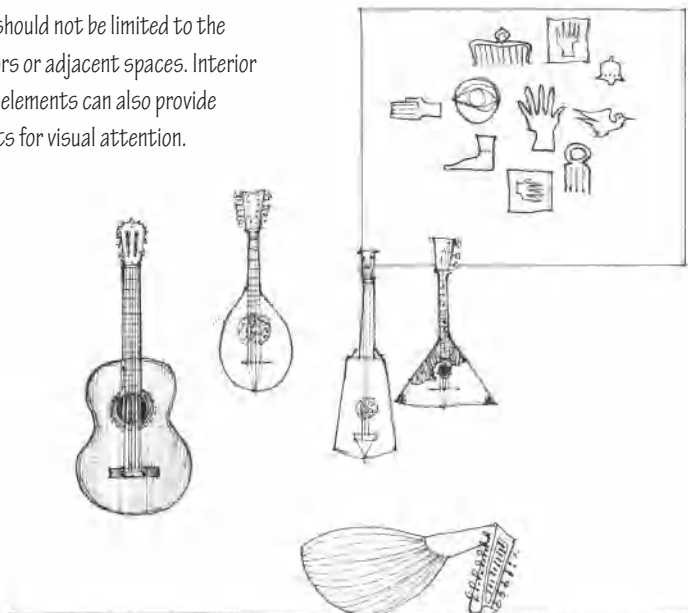 should not be limited to the
rs or adjacent spaces. Interior
elements can also provide
ts for visual attention.